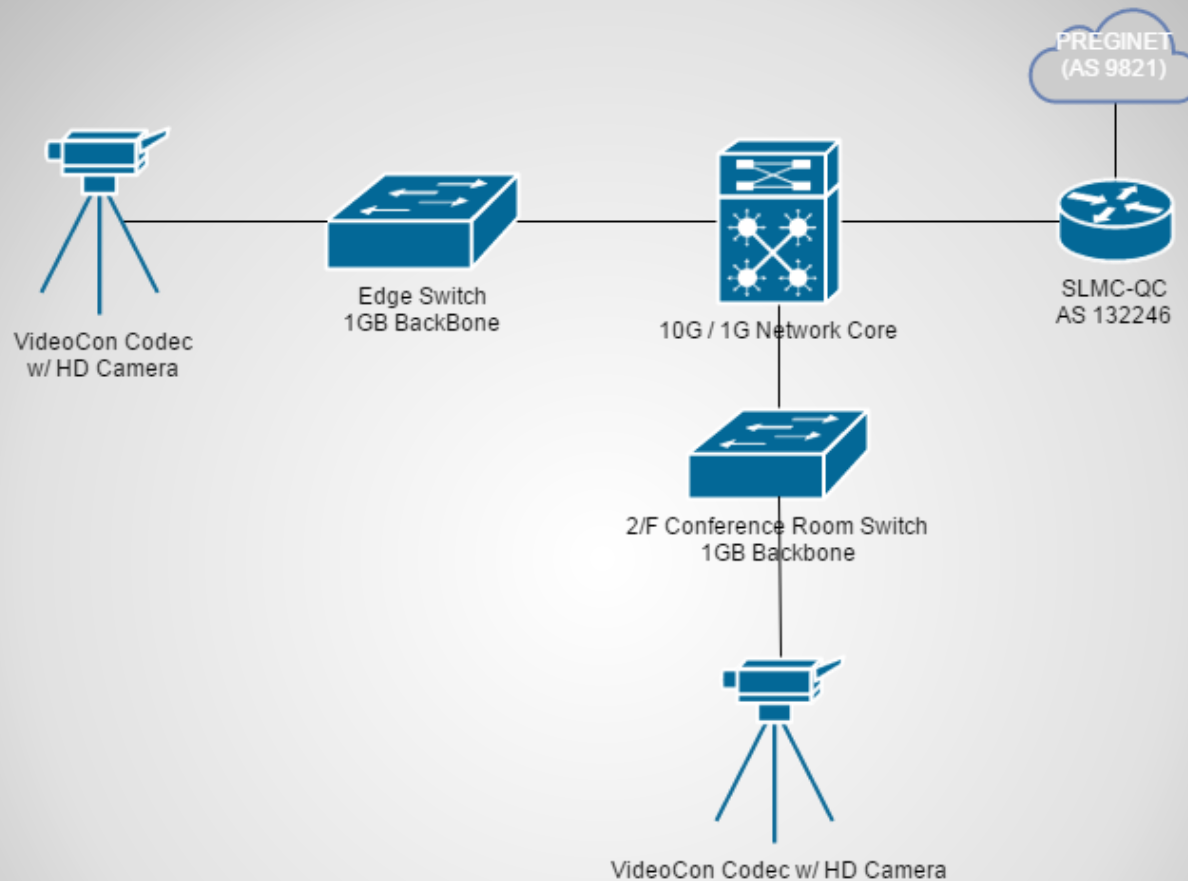 PREGINET
(AS 9821)
Edge Switch
1GB BackBone
10G / 1G Network Core
SLMC-QC
AS 132246
VideoCon Codec
w/ HD Camera
2/F Conference Room Switch
1GB Backbone
VideoCon Codec w/ HD Camera